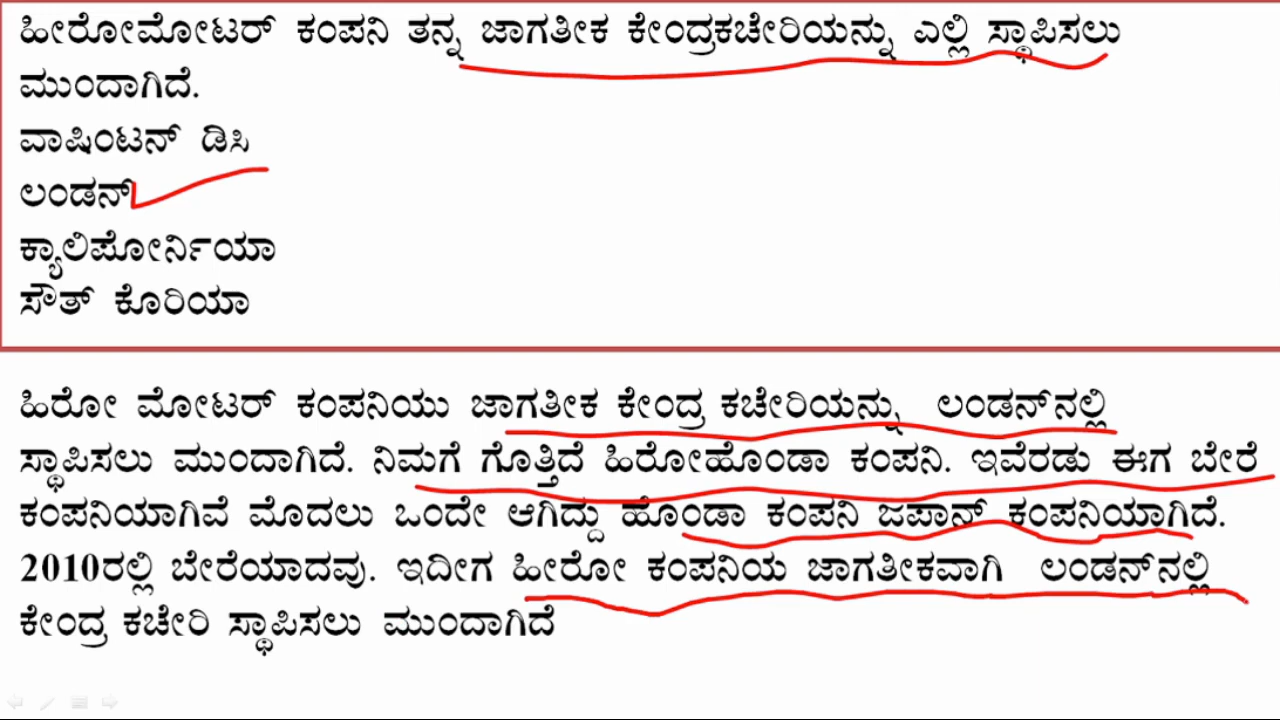 ಹೀರೋಮೋಟರ್ ಕಂಪನಿ ತನ್ನ ಜಾಗತೀಕ ಕೇಂದ್ರಕಚೇರಿಯನ್ನು ಎಲ್ಲಿ ಸ್ಥಾಪಿಸಲು
ಮುಂದಾಗಿದೆ.
ವಾಷಿಂಟನ್ ಡಿಸಿ
ಲಂಡನ್
ಕ್ಯಾಲಿಪೋರ್ನಿಯಾ
ಸೌತ್ ಕೊರಿಯಾ
ಹಿರೋ ಮೋಟರ್ ಕಂಪನಿಯು ಜಾಗತೀಕ ಕೇಂದ್ರ ಕಚೇರಿಯನ್ನು ಲಂಡನ್‌ನಲ್ಲಿ
ಸ್ಥಾಪಿಸಲು ಮುಂದಾಗಿದೆ. ನಿಮಗೆ ಗೊತ್ತಿದೆ ಹಿರೋಹೊಂಡಾ ಕಂಪನಿ. ಇವೆರಡು ಈಗ ಬೇರೆ
ಕಂಪನಿಯಾಗಿವೆ ಮೊದಲು ಒಂದೇ ಆಗಿದ್ದು ಹೊಂಡಾ ಕಂಪನಿ ಜಪಾನ್ ಕಂಪನಿಯಾಗಿದೆ.
2010ರಲ್ಲಿ ಬೇರೆಯಾದವು. ಇದೀಗ ಹೀರೋ ಕಂಪನಿಯ ಜಾಗತೀಕವಾಗಿ ಲಂಡನ್‌ನಲ್ಲಿ
ಕೇಂದ್ರ ಕಚೇರಿ ಸ್ಥಾಪಿಸಲು ಮುಂದಾಗಿದೆ